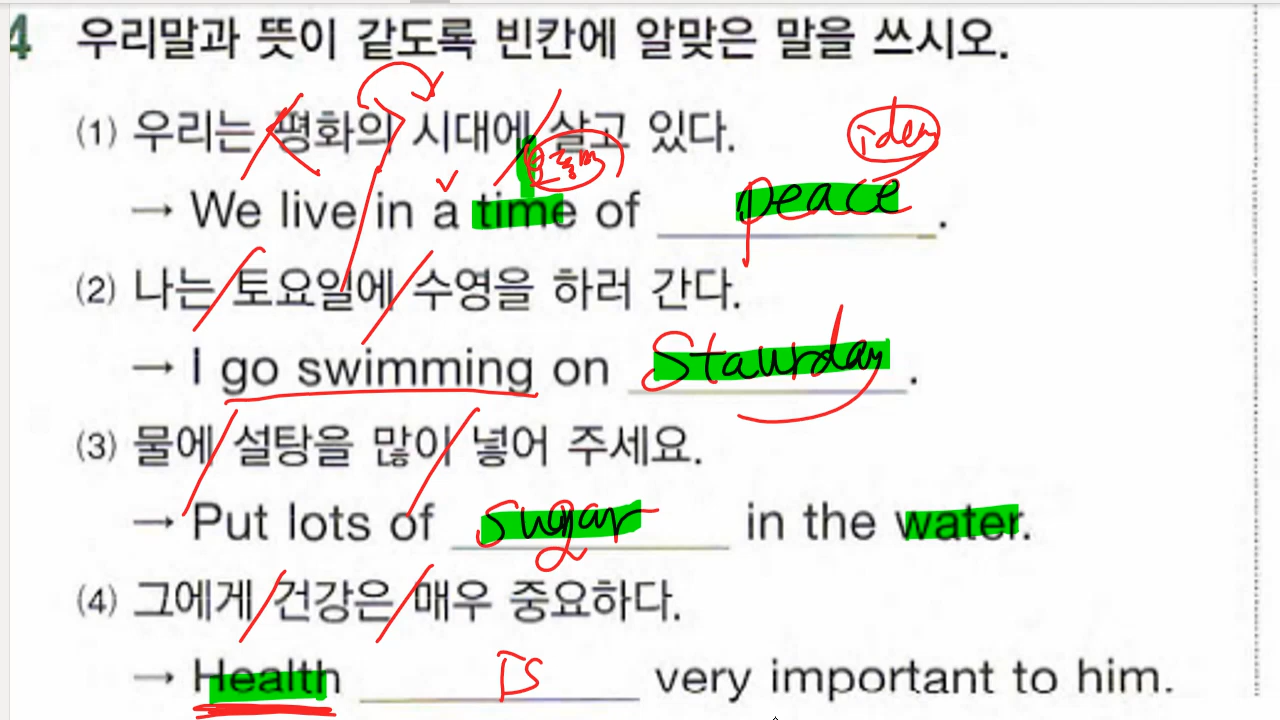 4 우리말과 뜻이 같도록 빈칸에 알맞은 말을 쓰시오.
(1) 우리는 평화의 시대에 살고 있다.
idea
→ We live in a time of peace.
(2) 나는 토요일에 수영을 하러 간다.
→ I go swimming on Staurday.
(3) 물에 설탕을 많이 넣어 주세요.
→ Put lots of sugar in the water.
(4) 그에게 건강은 매우 중요하다.
→ Health is very important to him.